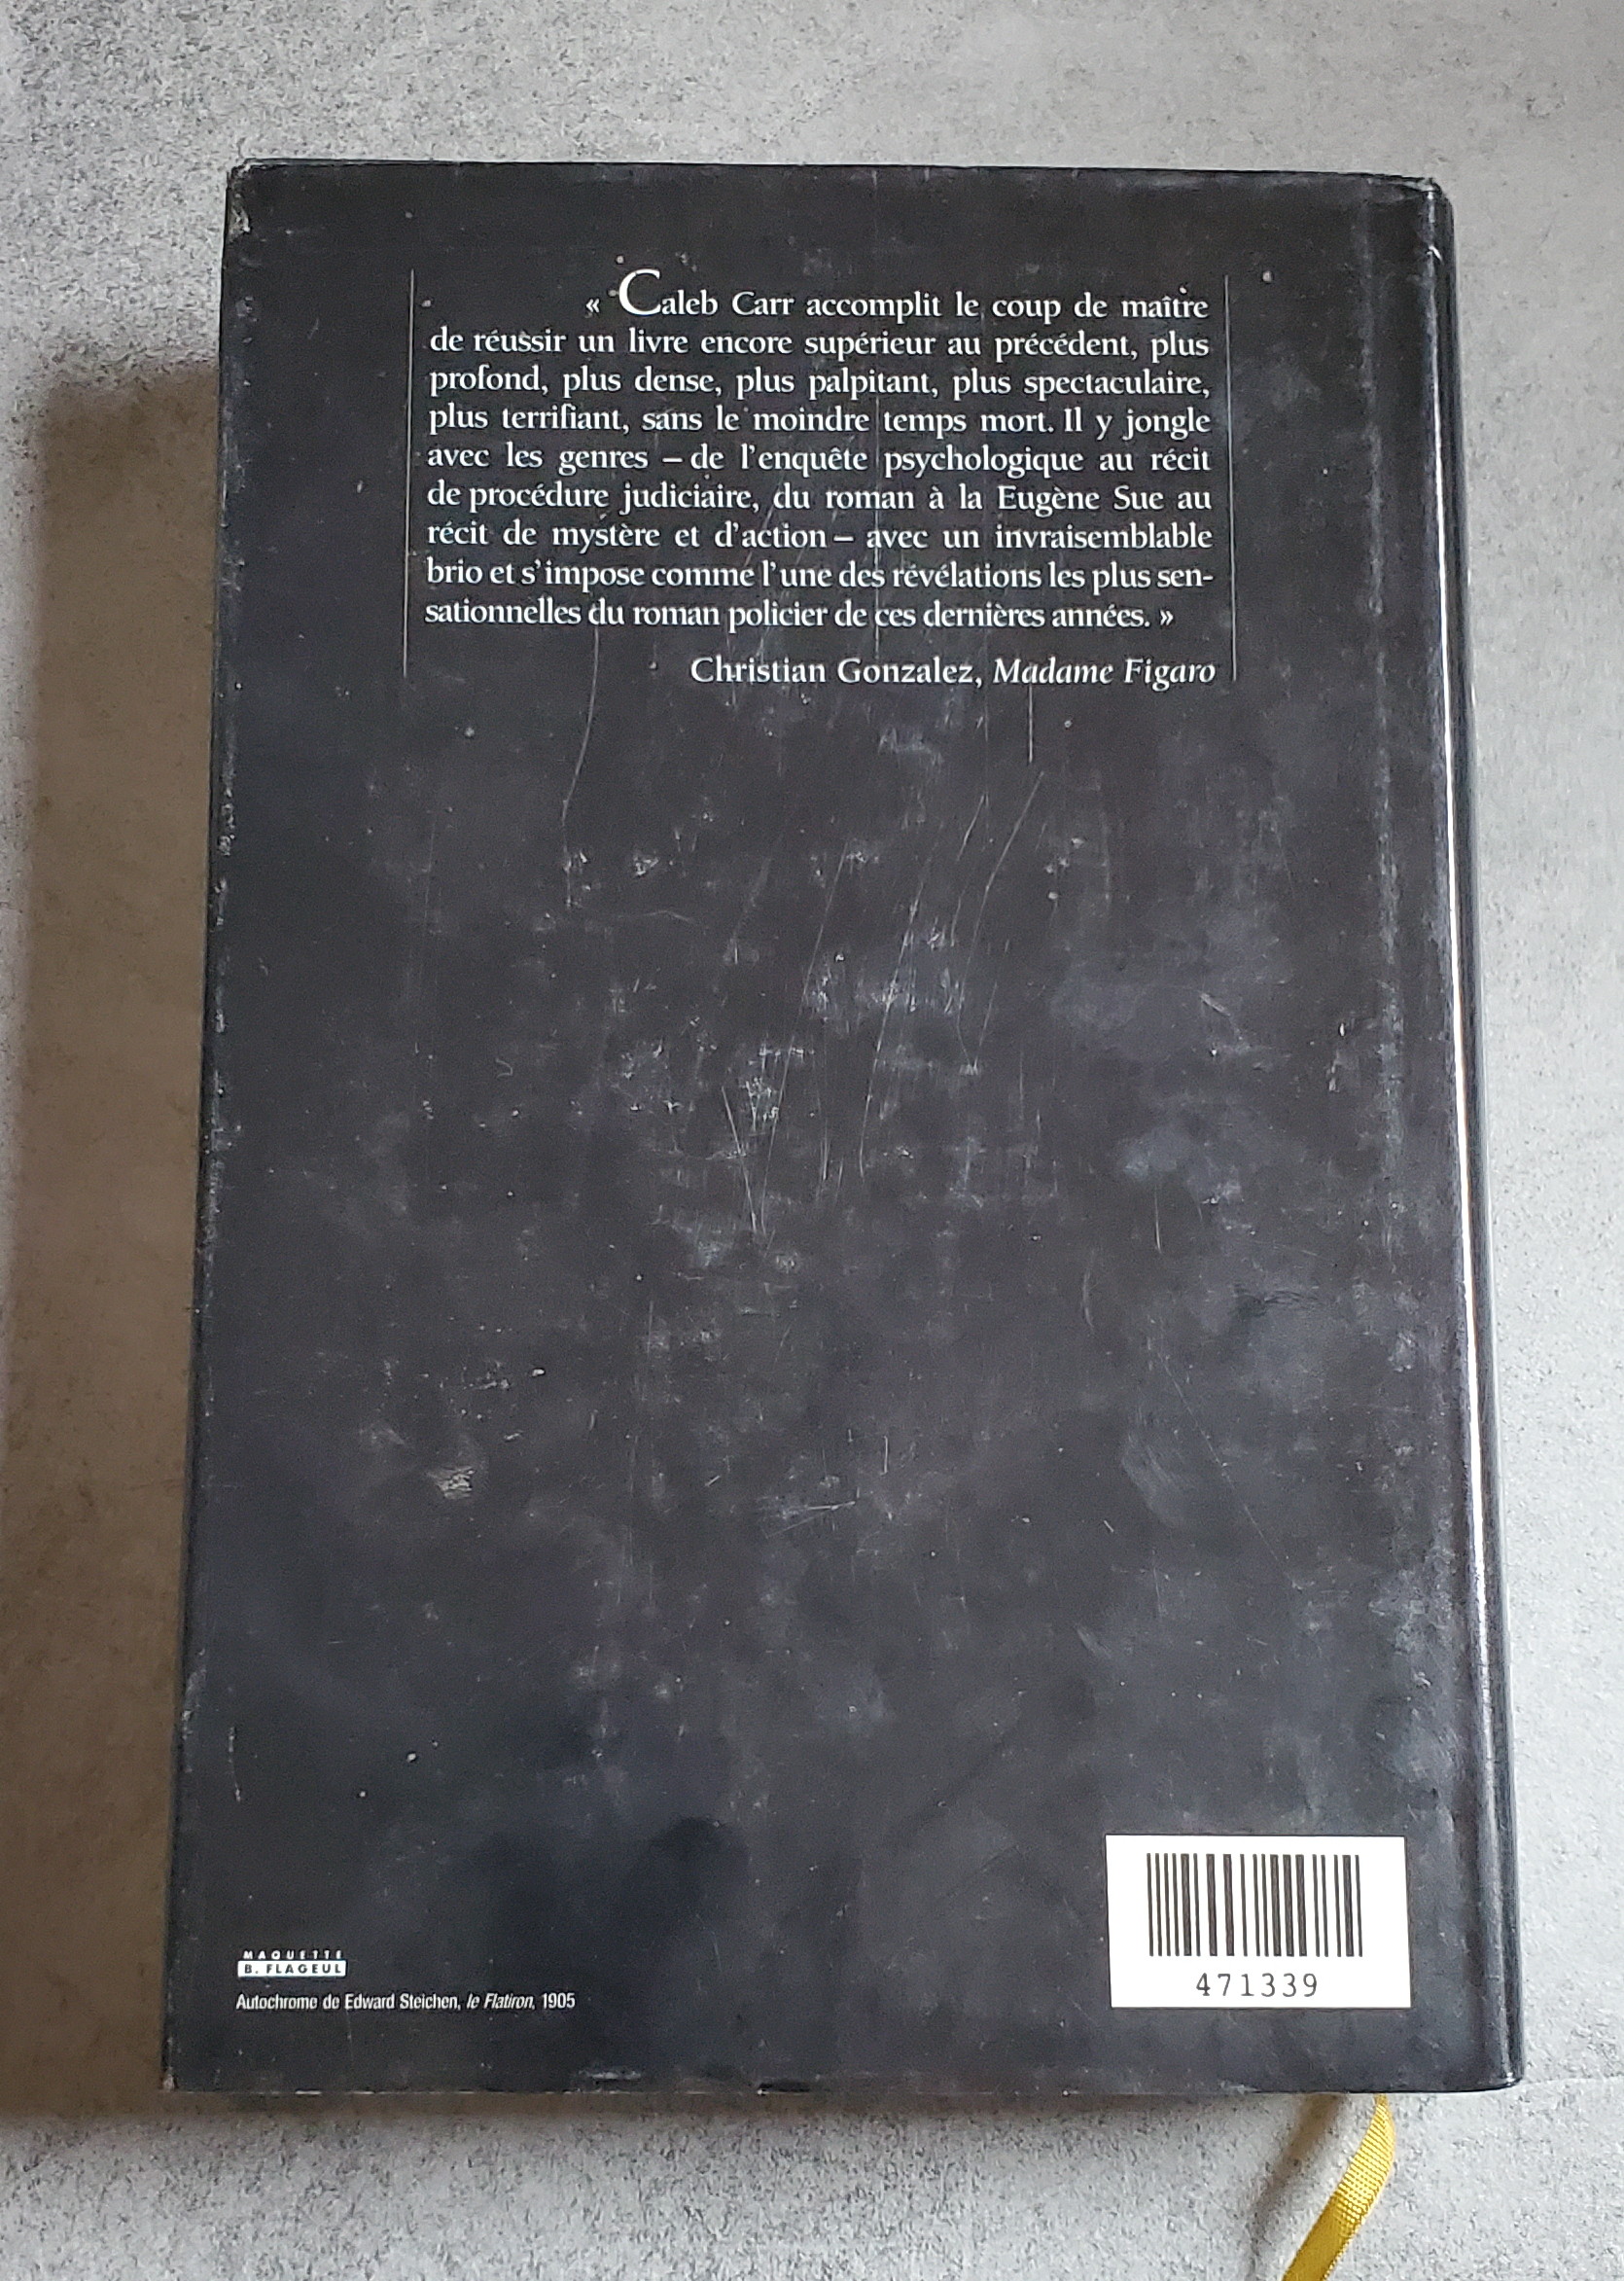 « Caleb Carr accomplit le coup de maître
de réussir un livre encore supérieur au précédent, plus
profond, plus dense, plus palpitant, plus spectaculaire,
plus terrifiant, sans le moindre temps mort. Il y jongle
avec les genres – de l'enquête psychologique au récit
de procédure judiciaire, du roman à la Eugène Sue au
récit de mystère et d'action – avec un invraisemblable
brio et s'impose comme l'une des révélations les plus sen-
sationnelles du roman policier de ces dernières années. »
Christian Gonzalez, Madame Figaro
MAQUETTE
B. FLAGEUL
Autochrome de Edward Steichen, le Flatiron, 1905
471339